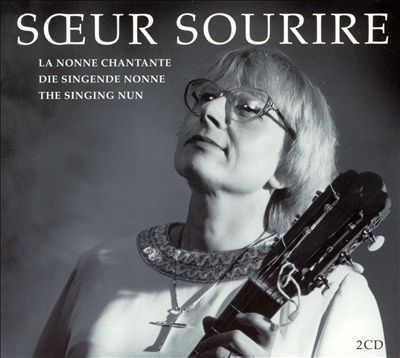 SŒUR SOURIRE
LA NONNE CHANTANTE
DIE SINGENDE NONNE
THE SINGING NUN
2CD